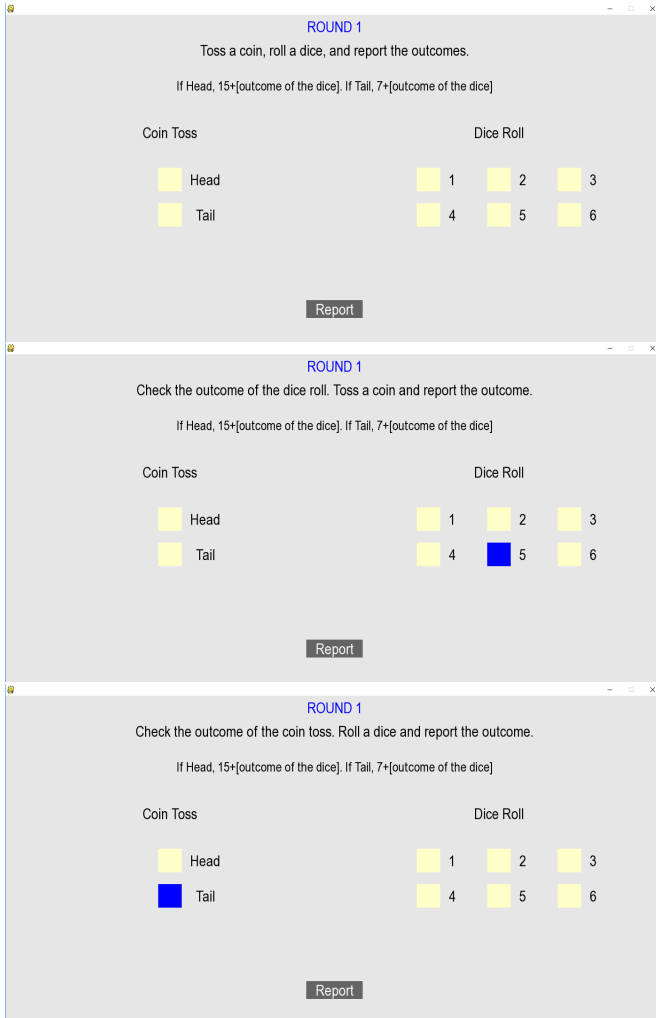 ROUND 1
Toss a coin, roll a dice, and report the outcomes.
If Head, 15+[outcome of the dice]. If Tail, 7+[outcome of the dice]
Coin Toss Dice Roll
Head 1 2 3
Tail 4 5 6
Report
ROUND 1
Check the outcome of the dice roll. Toss a coin and report the outcome.
If Head, 15+[outcome of the dice]. If Tail, 7+[outcome of the dice]
Coin Toss Dice Roll
Head 1 2 3
Tail 4 5 6
Report
ROUND 1
Check the outcome of the coin toss. Roll a dice and report the outcome.
If Head, 15+[outcome of the dice]. If Tail, 7+[outcome of the dice]
Coin Toss Dice Roll
Head 1 2 3
Tail 4 5 6
Report